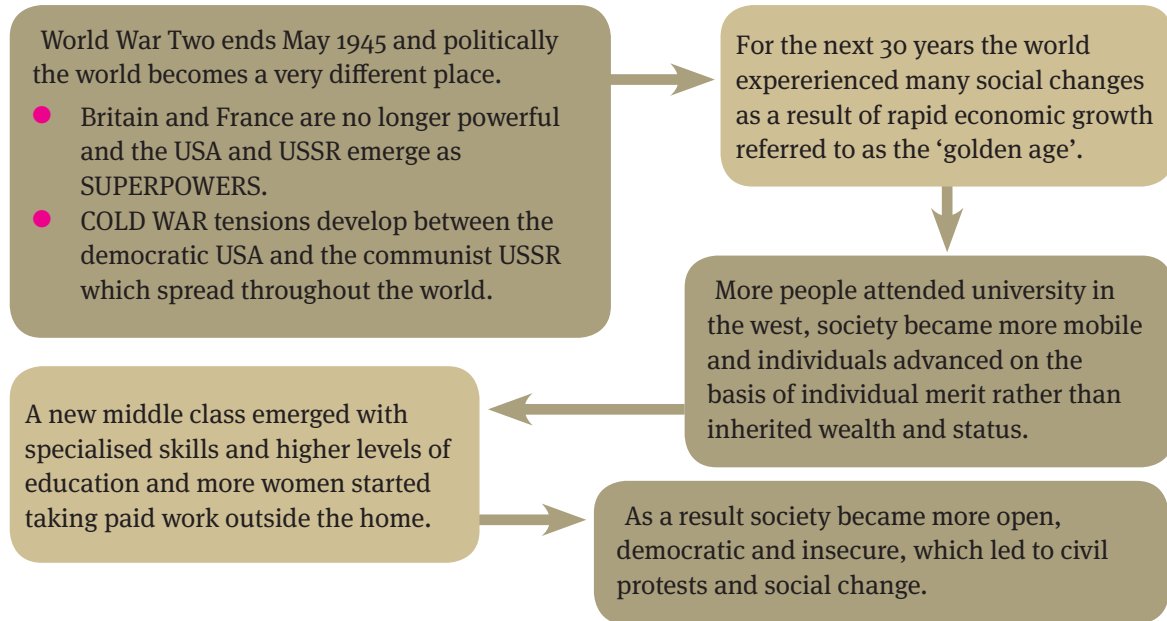 World War Two ends May 1945 and politically
the world becomes a very different place.
● Britain and France are no longer powerful
and the USA and USSR emerge as
SUPERPOWERS.
● COLD WAR tensions develop between the
democratic USA and the communist USSR
which spread throughout the world.
For the next 30 years the world
expererienced many social changes
as a result of rapid economic growth
referred to as the ‘golden age’.
More people attended university in
the west, society became more mobile
and individuals advanced on the
basis of individual merit rather than
inherited wealth and status.
A new middle class emerged with
specialised skills and higher levels of
education and more women started
taking paid work outside the home.
As a result society became more open,
democratic and insecure, which led to civil
protests and social change.